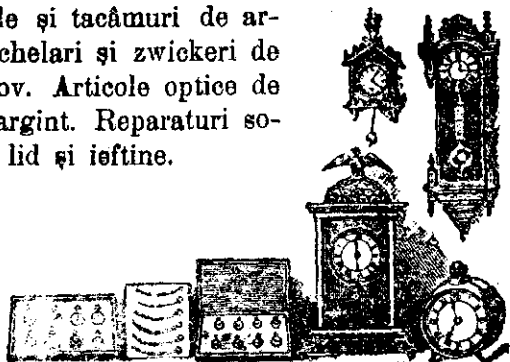 le și tacâmuri de ar-
chelari și zwickeri de
ov. Articole optice de
argint. Reparaturi so-
lid și ieftine.